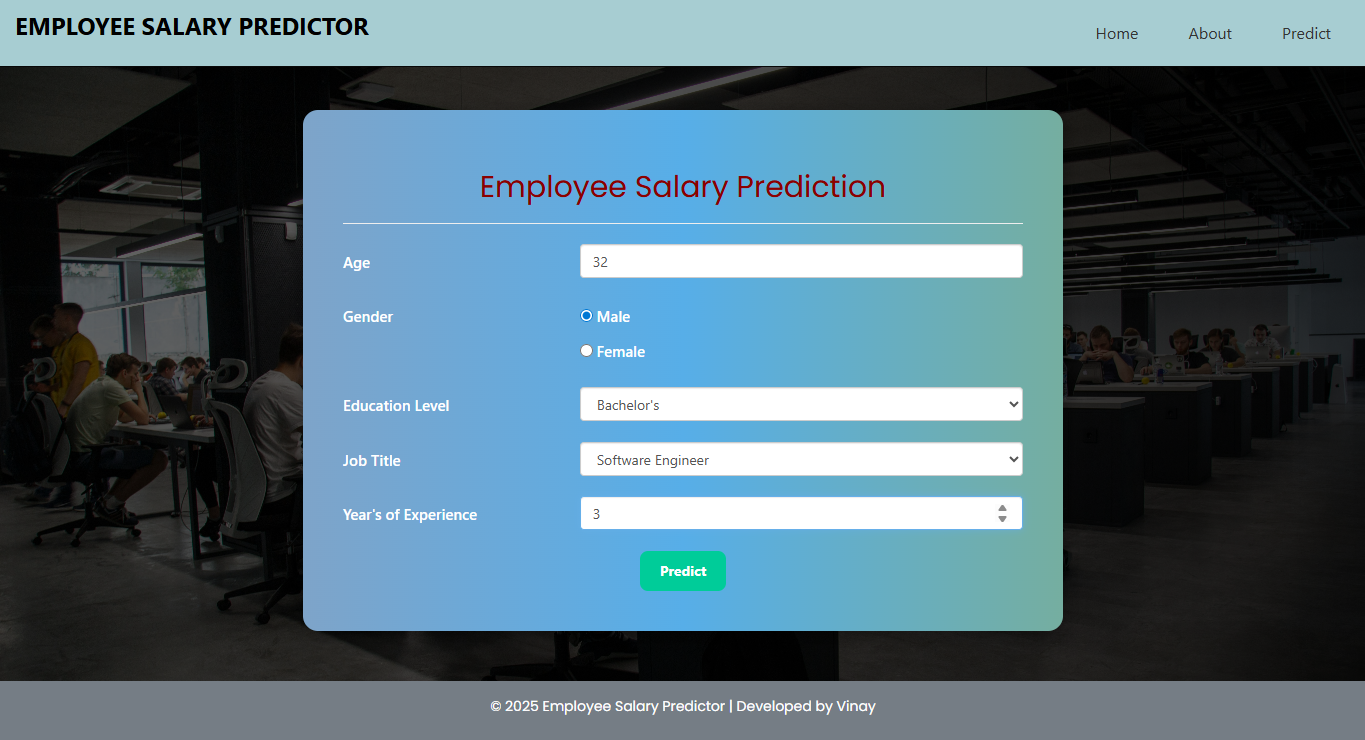 EMPLOYEE SALARY PREDICTOR
Home About Predict
Employee Salary Prediction
Age 32
Gender Male
Female
Education Level Bachelor's
Job Title Software Engineer
Year's of Experience 3
Predict
© 2025 Employee Salary Predictor | Developed by Vinay